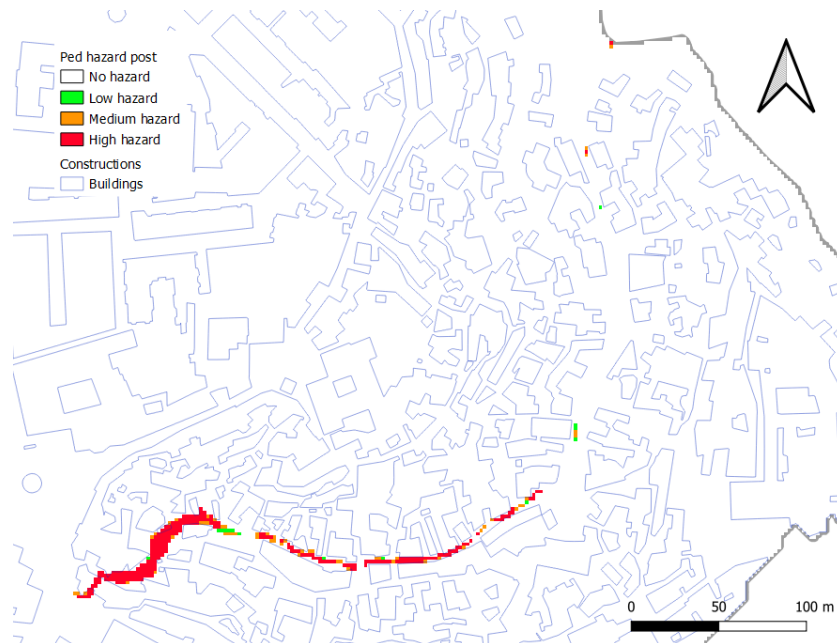 Ped hazard post
No hazard
Low hazard
Medium hazard
High hazard
Constructions
Buildings
0 50 100 m